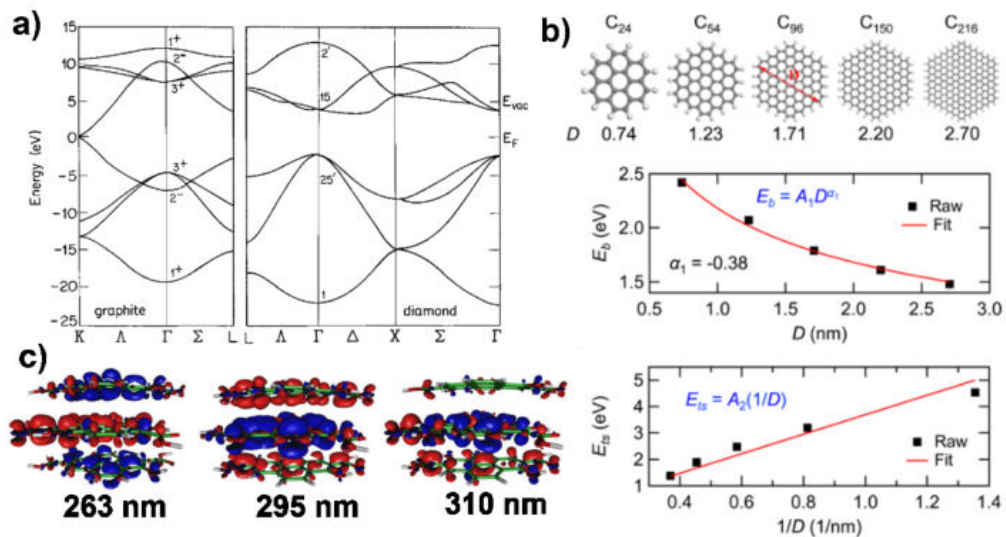 a)
15
10
5
0
-5
-10
-15
-20
-25
Energy (eV)
1+
2-
3+
3+
2-
1+
graphite
K Λ Γ Σ L
2'
15
25'
1
diamond
L Λ Γ Δ X Σ Γ
Evac
EF
b)
C24 C54 C96 C150 C216
D
D 0.74 1.23 1.71 2.20 2.70
2.5
2.0
1.5
Eb (eV)
Eb = A1Dα1
Raw
Fit
α1 = -0.38
0.5 1.0 1.5 2.0 2.5 3.0
D (nm)
5
4
3
2
1
Ets (eV)
Ets = A2(1/D)
Raw
Fit
0.4 0.6 0.8 1.0 1.2 1.4
1/D (1/nm)
c)
263 nm 295 nm 310 nm